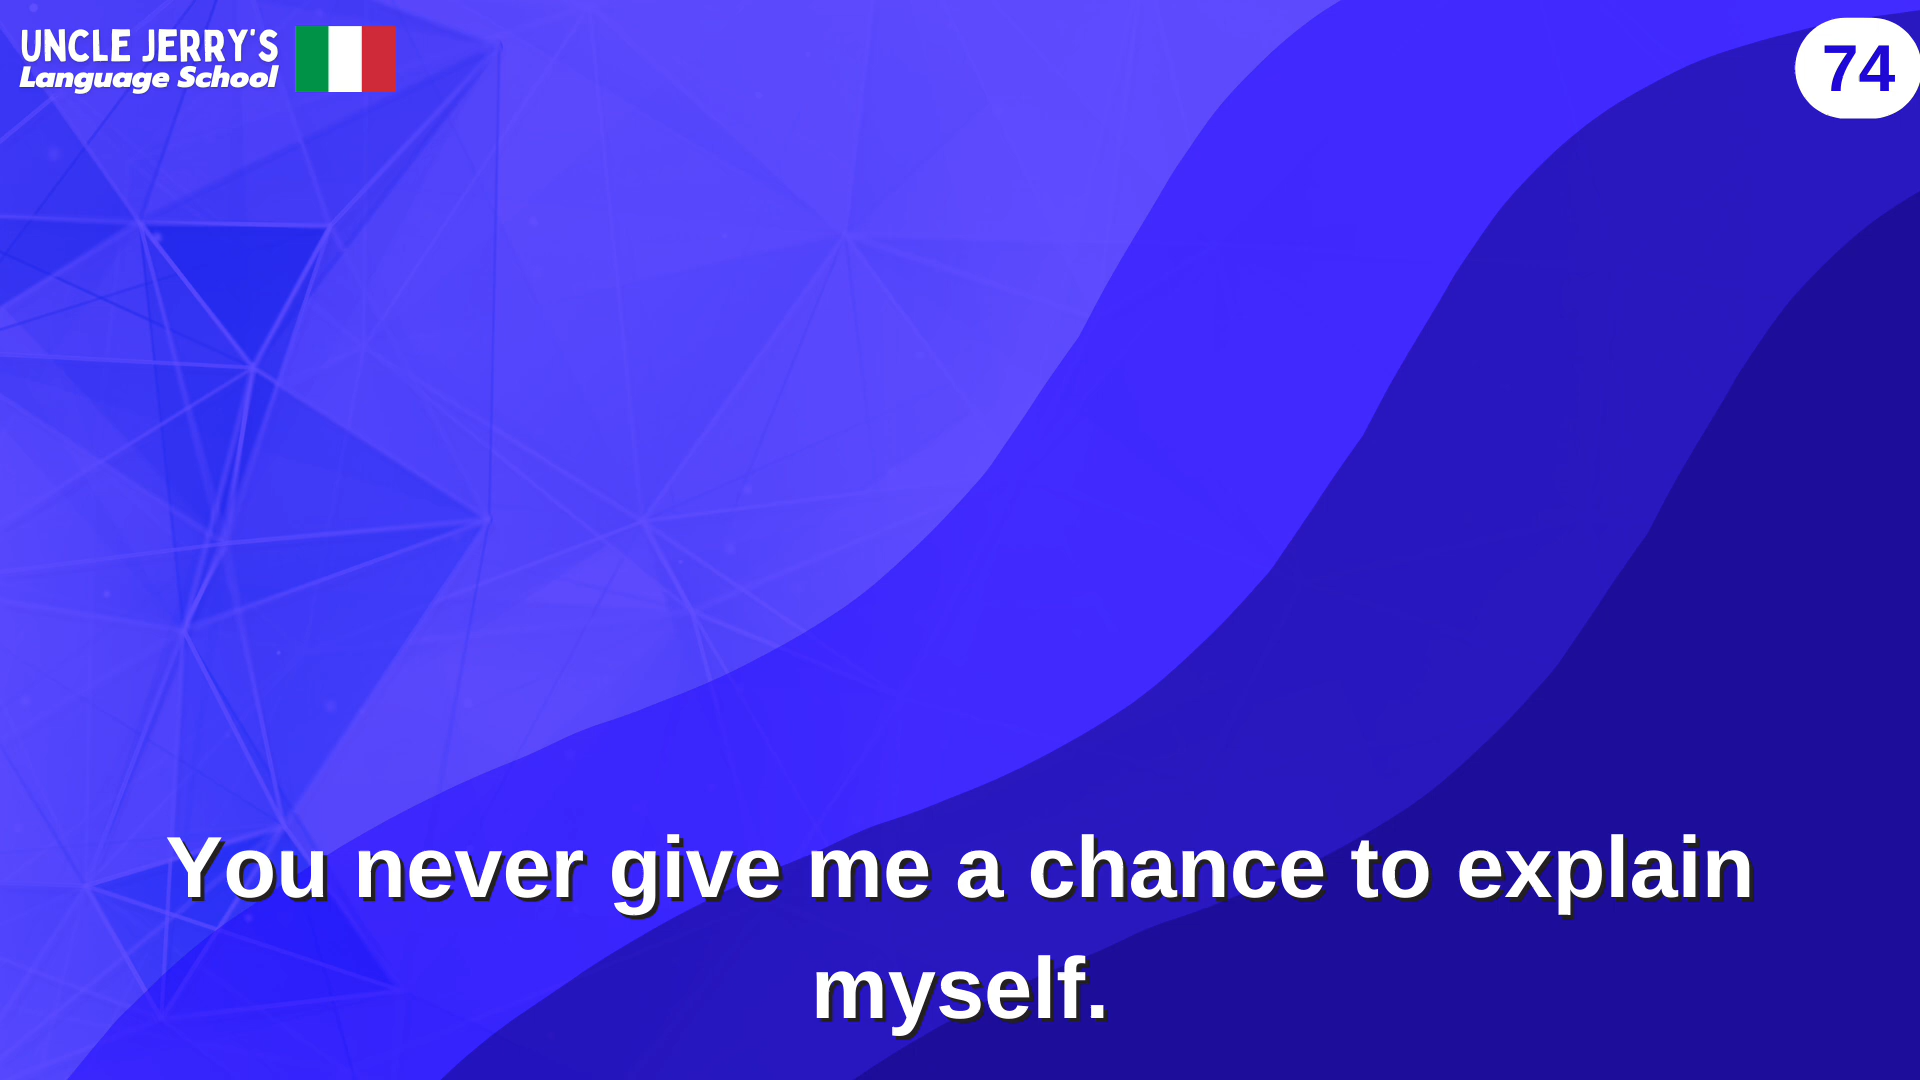 UNCLE JERRY'S
Language School
74
You never give me a chance to explain
myself.